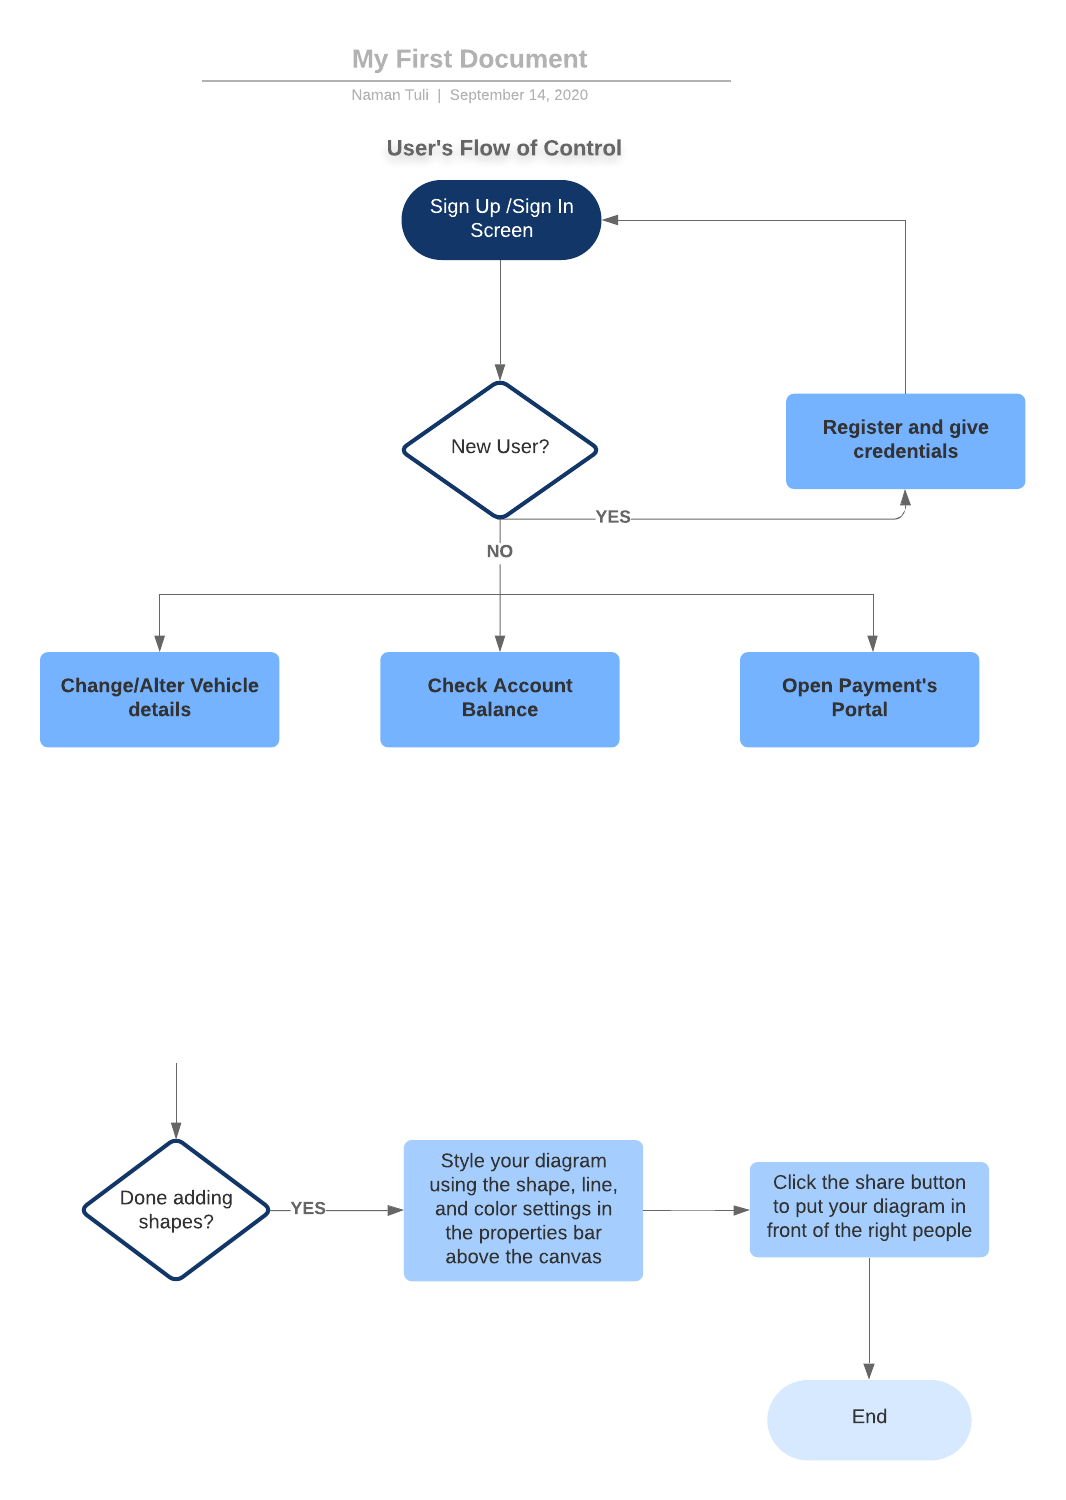 My First Document
Naman Tuli | September 14, 2020
User's Flow of Control
Sign Up /Sign In
Screen
New User?
Register and give
credentials
YES
NO
Change/Alter Vehicle
details
Check Account
Balance
Open Payment's
Portal
Done adding
shapes?
YES
Style your diagram
using the shape, line,
and color settings in
the properties bar
above the canvas
Click the share button
to put your diagram in
front of the right people
End